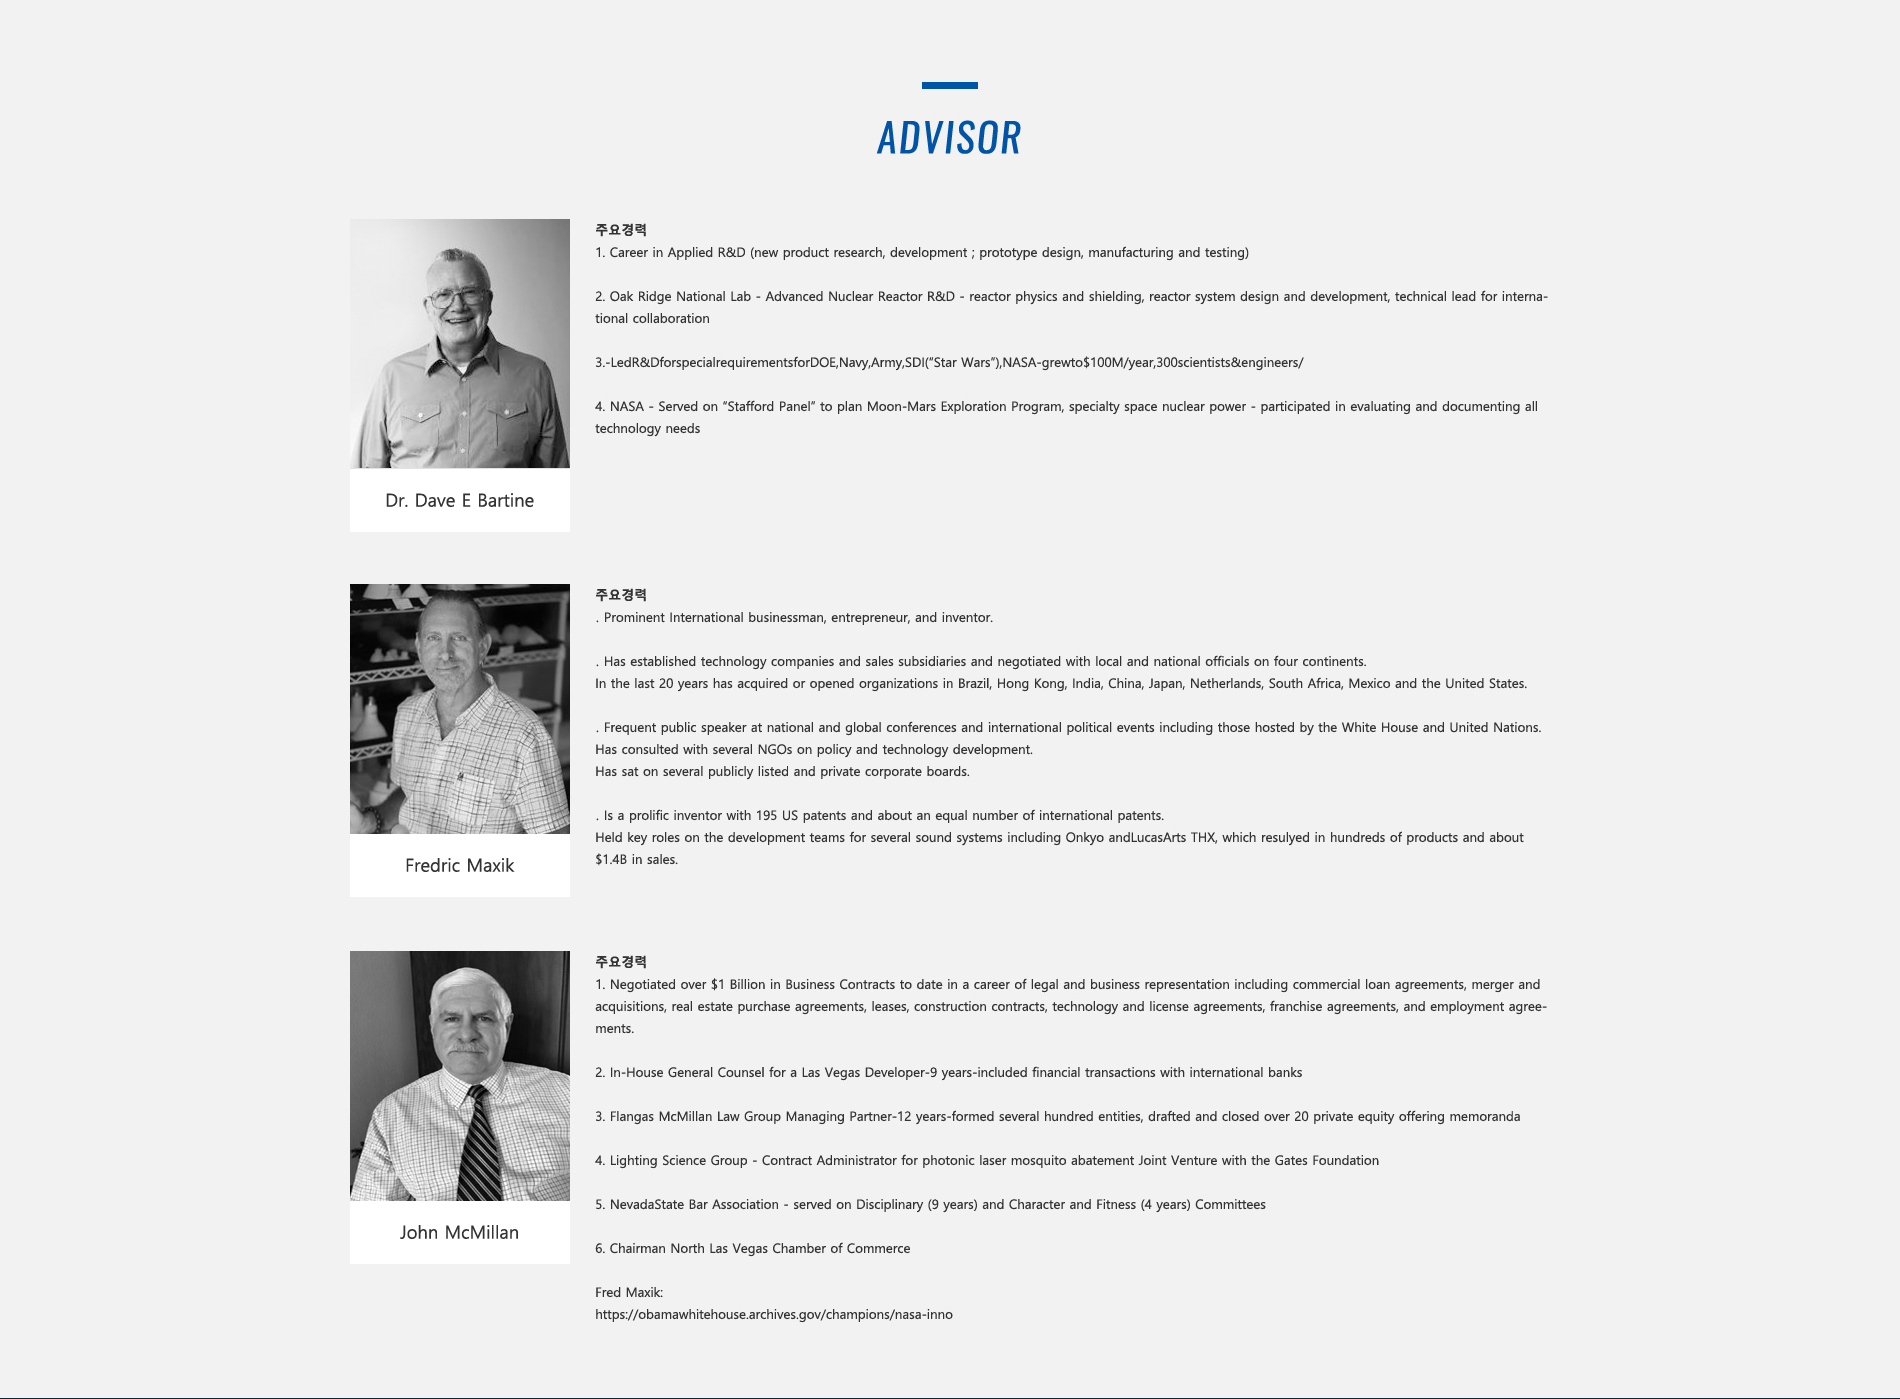 ADVISOR
주요경력
1. Career in Applied R&D (new product research, development ; prototype design, manufacturing and testing)
2. Oak Ridge National Lab - Advanced Nuclear Reactor R&D - reactor physics and shielding, reactor system design and development, technical lead for interna-
tional collaboration
3.-LedR&DforspecialrequirementsforDOE,Navy,Army,SDI("Star Wars"),NASA-grewto$100M/year,300scientists&engineers/
4. NASA - Served on "Stafford Panel" to plan Moon-Mars Exploration Program, specialty space nuclear power - participated in evaluating and documenting all
technology needs
Dr. Dave E Bartine
주요경력
. Prominent International businessman, entrepreneur, and inventor.
. Has established technology companies and sales subsidiaries and negotiated with local and national officials on four continents.
In the last 20 years has acquired or opened organizations in Brazil, Hong Kong, India, China, Japan, Netherlands, South Africa, Mexico and the United States.
. Frequent public speaker at national and global conferences and international political events including those hosted by the White House and United Nations.
Has consulted with several NGOs on policy and technology development.
Has sat on several publicly listed and private corporate boards.
. Is a prolific inventor with 195 US patents and about an equal number of international patents.
Held key roles on the development teams for several sound systems including Onkyo andLucasArts THX, which resulyed in hundreds of products and about
$1.4B in sales.
Fredric Maxik
주요경력
1. Negotiated over $1 Billion in Business Contracts to date in a career of legal and business representation including commercial loan agreements, merger and
acquisitions, real estate purchase agreements, leases, construction contracts, technology and license agreements, franchise agreements, and employment agree-
ments.
2. In-House General Counsel for a Las Vegas Developer-9 years-included financial transactions with international banks
3. Flangas McMillan Law Group Managing Partner-12 years-formed several hundred entities, drafted and closed over 20 private equity offering memoranda
4. Lighting Science Group - Contract Administrator for photonic laser mosquito abatement Joint Venture with the Gates Foundation
5. NevadaState Bar Association - served on Disciplinary (9 years) and Character and Fitness (4 years) Committees
6. Chairman North Las Vegas Chamber of Commerce
John McMillan
Fred Maxik:
https://obamawhitehouse.archives.gov/champions/nasa-inno